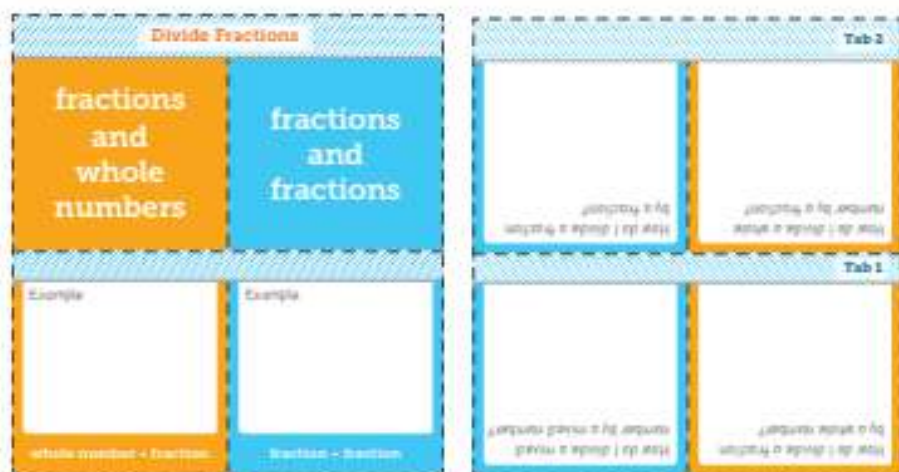 Divide Fractions
fractions
and
whole
numbers
fractions
and
fractions
Example
Example
whole number ÷ fraction
fraction ÷ fraction
Tab 2
How do I divide a fraction
by a fraction?
How do I divide a whole
number by a fraction?
Tab 1
How do I divide a mixed
number by a mixed number?
How do I divide a fraction
by a whole number?